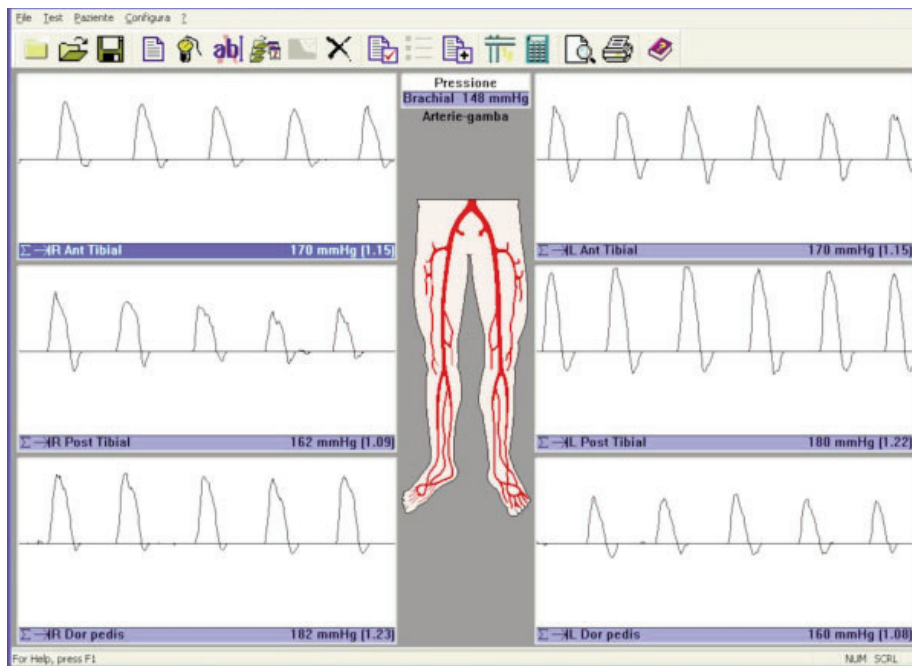 File Test Paziente Configura ?
abI
Pressione
Brachial 148 mmHg
Arterie-gamba
R Ant Tibial 170 mmHg (1.15)
L Ant Tibial 170 mmHg (1.15)
R Post Tibial 162 mmHg (1.09)
L Post Tibial 180 mmHg (1.22)
R Dor pedis 182 mmHg (1.23)
L Dor pedis 160 mmHg (1.08)
For Help, press F1
NUM SCRL